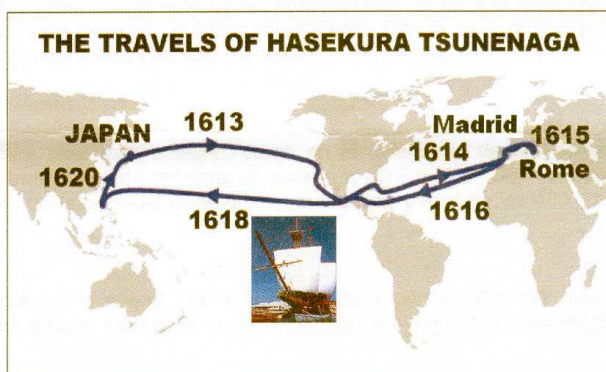 THE TRAVELS OF HASEKURA TSUNENAGA
JAPAN
1613
Madrid
1615
1614
Rome
1620
1618
1616